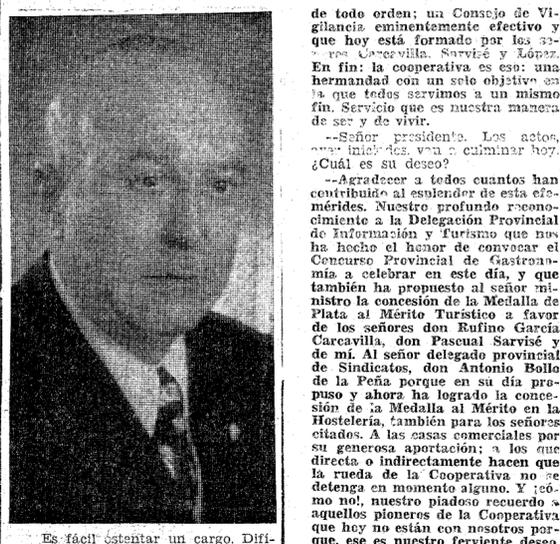 Es fácil ostentar un cargo. Difí-
de todo orden; un Consejo de Vi-
gilancia eminentemente efectivo y
que hoy está formado por los se-
Carcavilla, Sarvisé y López.
En fin: la cooperativa es eso: una
hermandad con un solo objetivo en
la que todos servimos a un mismo
fin. Servicio que es nuestra manera
de ser y de vivir.
--Señor presidente. Los actos,
van a culminar hoy.
¿Cuál es su deseo?
--Agradecer a todos cuantos han
contribuido al esplendor de esta efe-
mérides. Nuestro profundo recono-
cimiento a la Delegación Provincial
de Información y Turismo que nos
ha hecho el honor de convocar el
Concurso Provincial de Gastrono-
mía a celebrar en este día, y que
también ha propuesto al señor mi-
nistro la concesión de la Medalla de
Plata al Mérito Turístico a favor
de los señores don Rufino García
Carcavilla, don Pascual Sarvisé y
de mí. Al señor delegado provincial
de Sindicatos, don Antonio Bollo
de la Peña porque en su día pro-
puso y ahora ha logrado la conce-
sión de la Medalla al Mérito en la
Hostelería, también para los señores
citados. A las casas comerciales por
su generosa aportación; a los que
directa o indirectamente hacen que
la rueda de la Cooperativa no se
detenga en momento alguno. Y ¡có-
mo no!, nuestro piadoso recuerdo a
aquellos pioneros de la Cooperativa
que hoy no están con nosotros por-
que, ese es nuestro ferviente deseo,